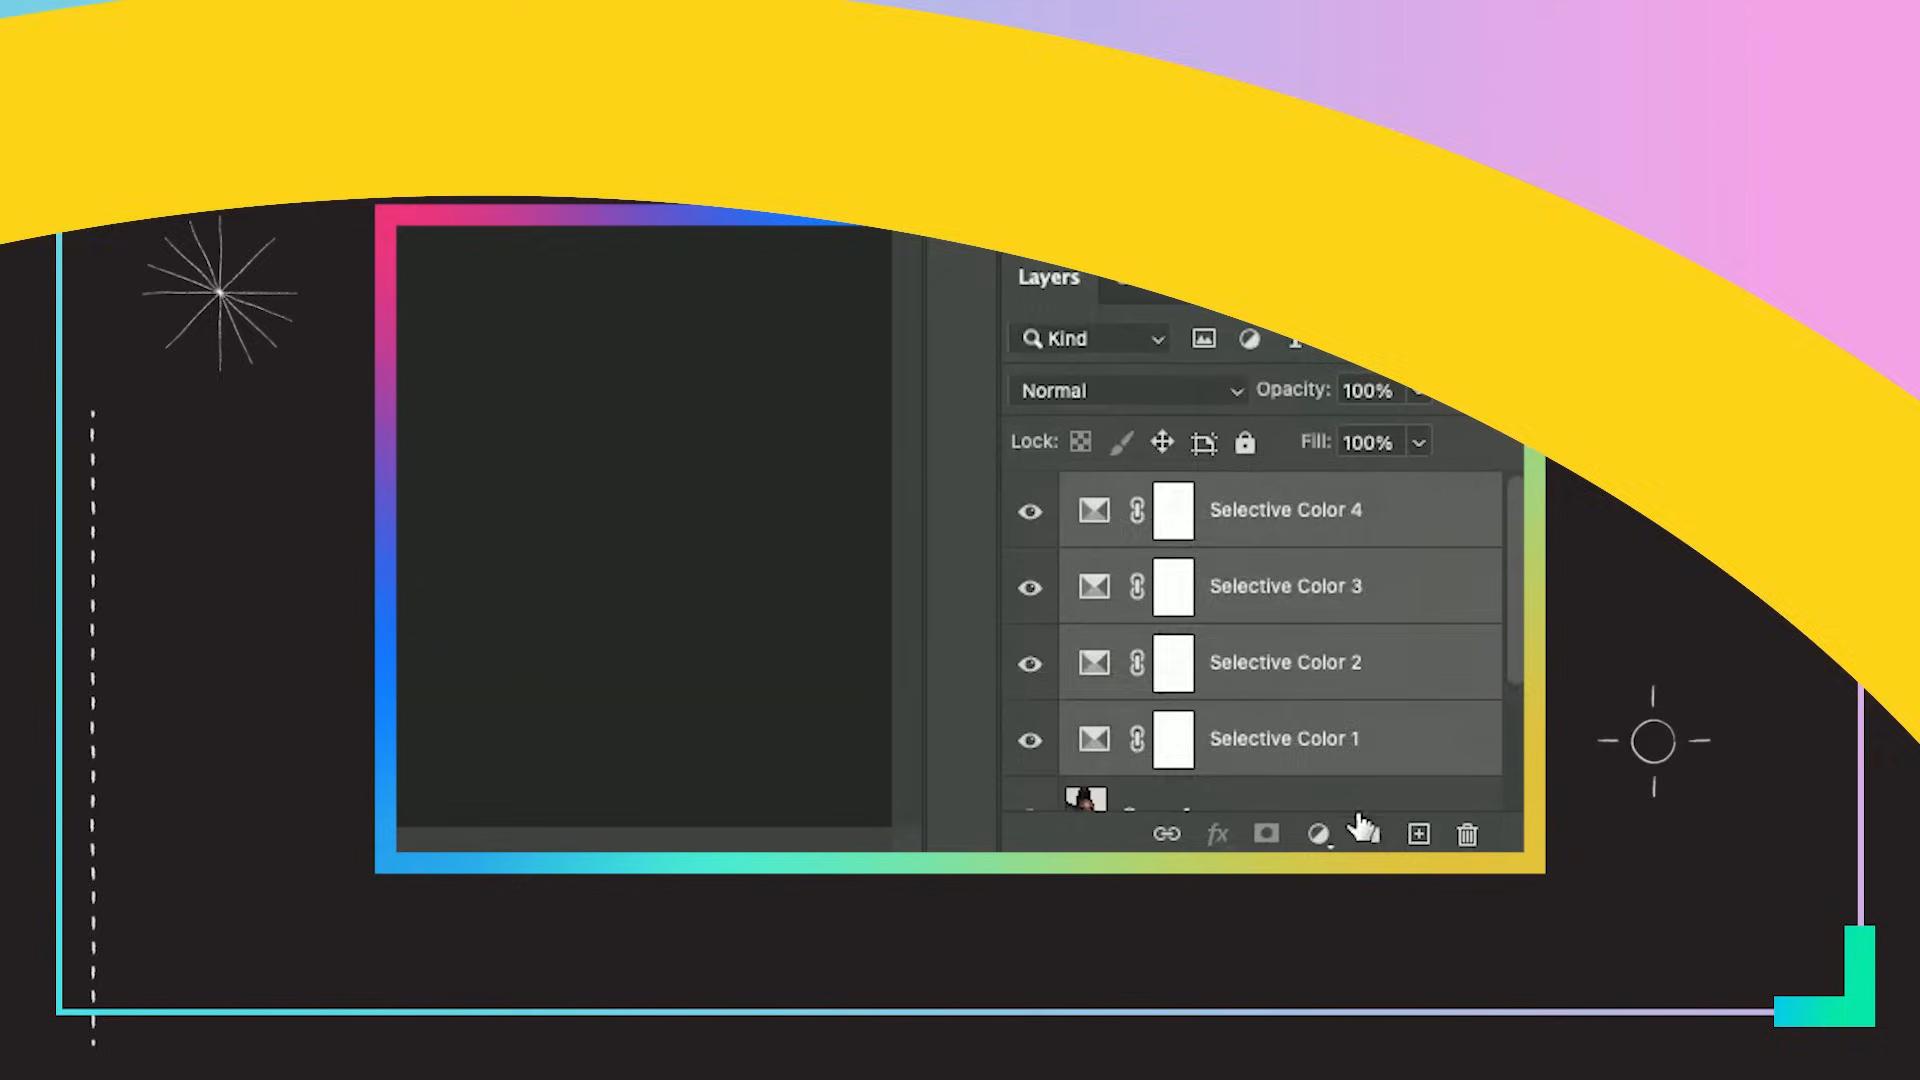 Layers
Kind
Normal Opacity: 100%
Lock: Fill: 100%
Selective Color 4
Selective Color 3
Selective Color 2
Selective Color 1
fx